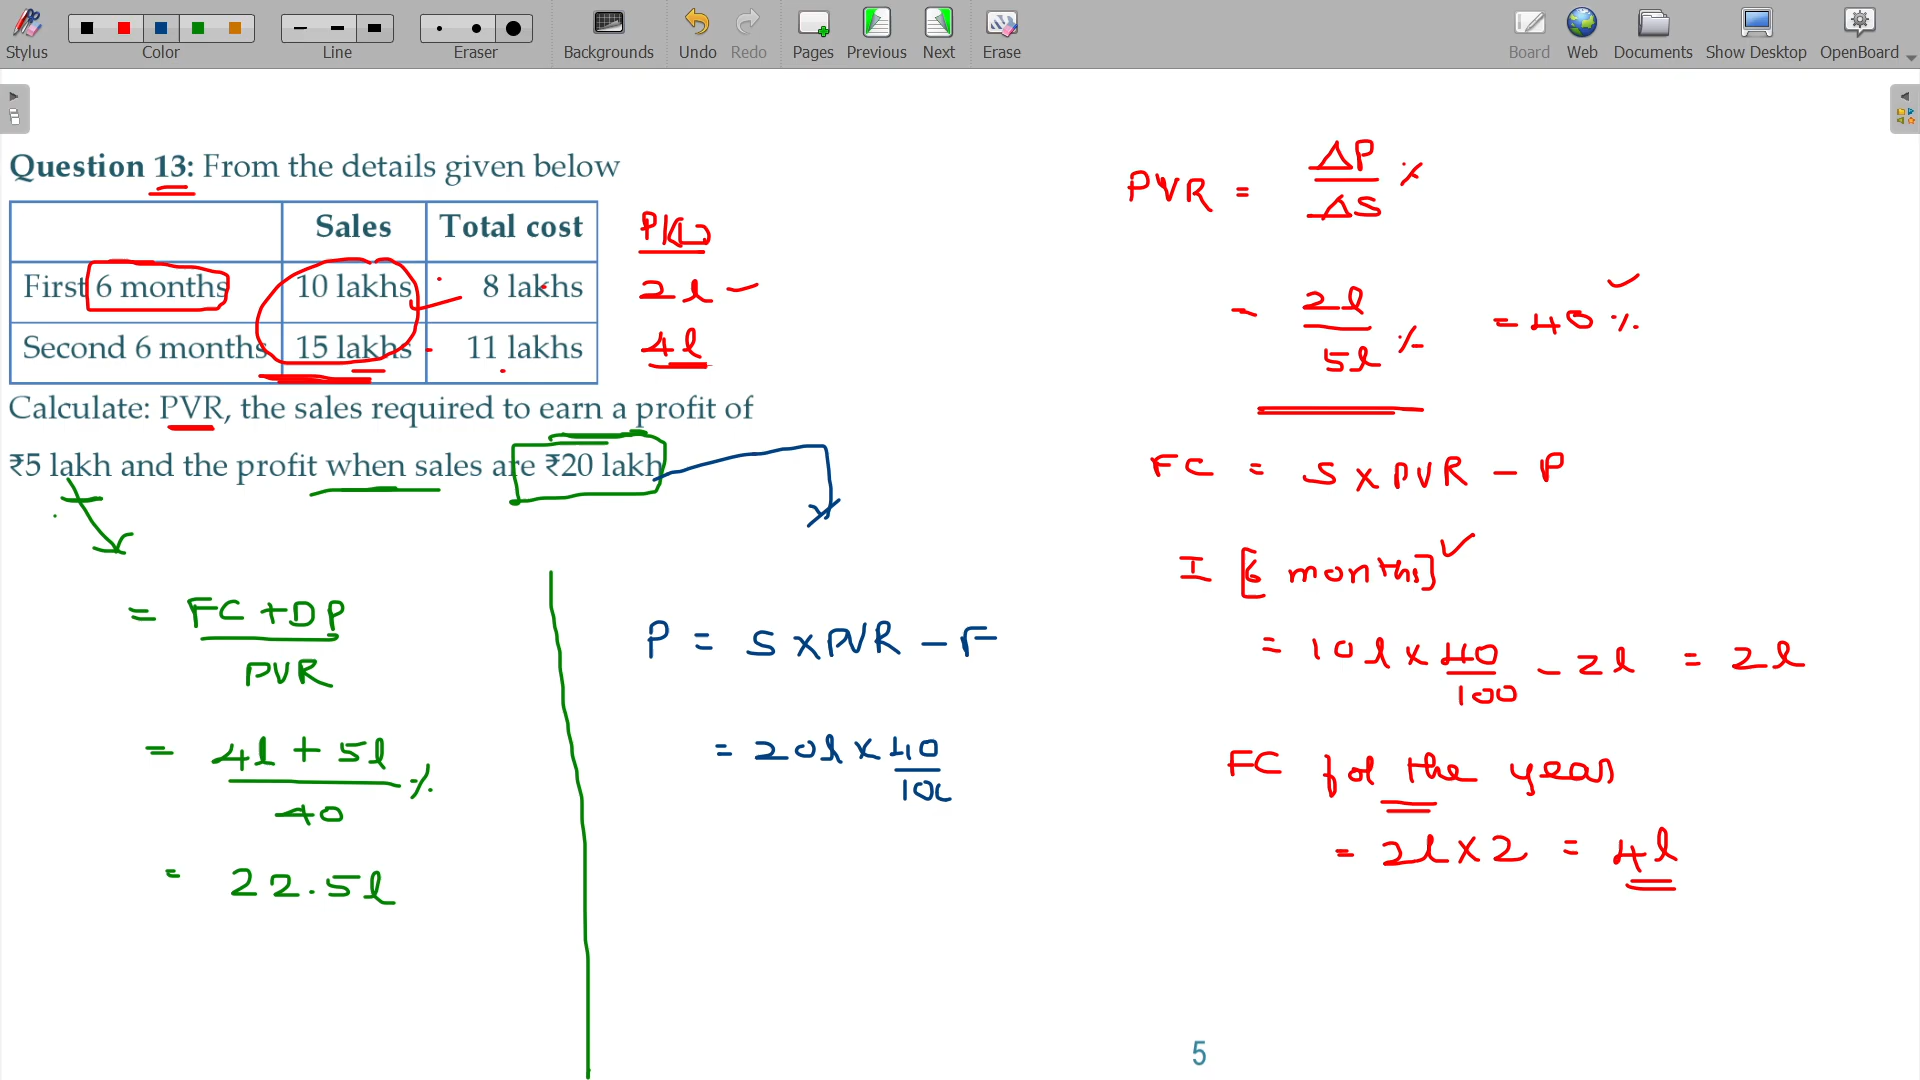 Stylus
Color
Line
Eraser
Backgrounds
Undo
Redo
Pages
Previous
Next
Erase
Board
Web
Documents
Show Desktop
OpenBoard
Question 13: From the details given below
Sales Total cost P/(L)
First 6 months 10 lakhs 8 lakhs 2l
Second 6 months 15 lakhs 11 lakhs 4l
Calculate: PVR, the sales required to earn a profit of
₹5 lakh and the profit when sales are ₹20 lakh
= FC + DP / PVR
= 4l + 5l / 40 %
= 22.5l
P = S × PVR - F
= 20l × 40 / 100
PVR = ΔP / ΔS %
= 2l / 5l % = 40 %
FC = S × PVR - P
I [6 months]
= 10l × 40 / 100 - 2l = 2l
FC for the year
= 2l × 2 = 4l
5